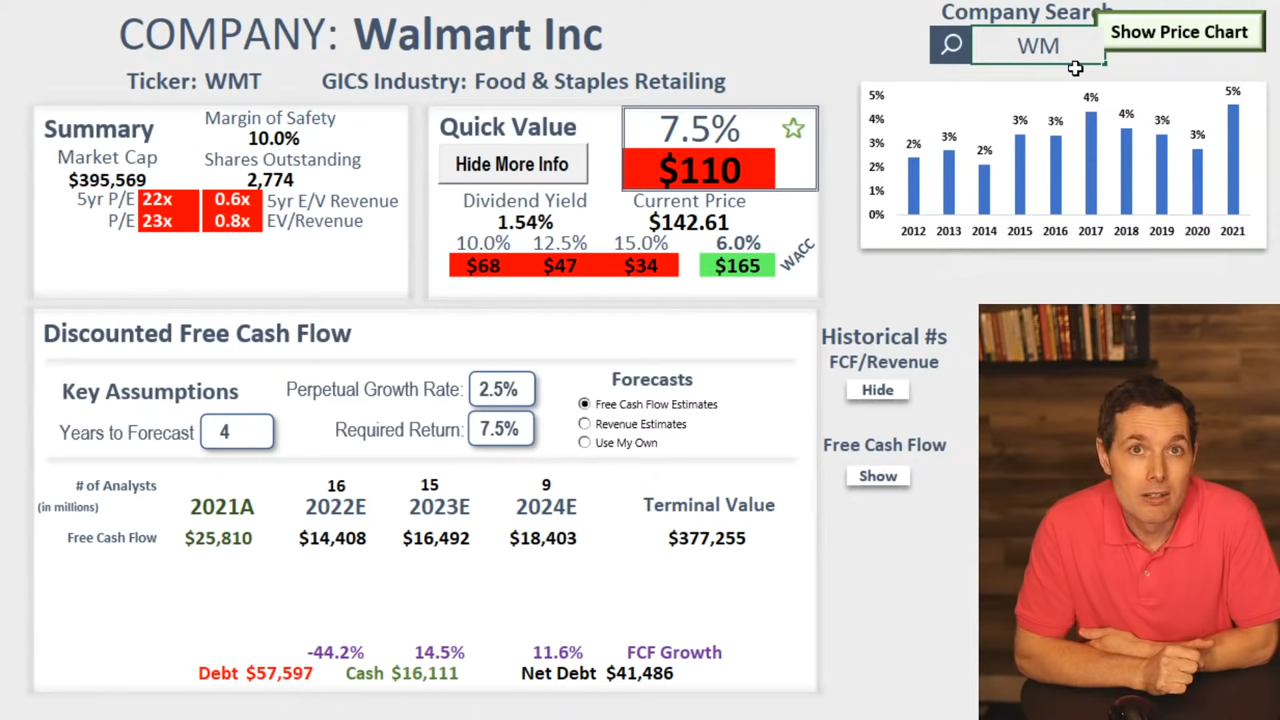 COMPANY: Walmart Inc
Ticker: WMT GICS Industry: Food & Staples Retailing
Company Search
WM
Show Price Chart
Summary
Margin of Safety
10.0%
Market Cap
$395,569
Shares Outstanding
2,774
5yr P/E 22x 0.6x 5yr E/V Revenue
P/E 23x 0.8x EV/Revenue
Quick Value
7.5%
Hide More Info
$110
Dividend Yield
1.54%
Current Price
$142.61
10.0% 12.5% 15.0% 6.0%
$68 $47 $34 $165
WACC
5%
4%
3%
2%
1%
0%
2% 3% 2% 3% 3% 4% 4% 3% 3% 5%
2012 2013 2014 2015 2016 2017 2018 2019 2020 2021
Discounted Free Cash Flow
Key Assumptions
Years to Forecast 4
Perpetual Growth Rate: 2.5%
Required Return: 7.5%
Forecasts
Free Cash Flow Estimates
Revenue Estimates
Use My Own
# of Analysts 16 15 9
(in millions) 2021A 2022E 2023E 2024E Terminal Value
Free Cash Flow $25,810 $14,408 $16,492 $18,403 $377,255
-44.2% 14.5% 11.6% FCF Growth
Debt $57,597 Cash $16,111 Net Debt $41,486
Historical #s
FCF/Revenue
Hide
Free Cash Flow
Show